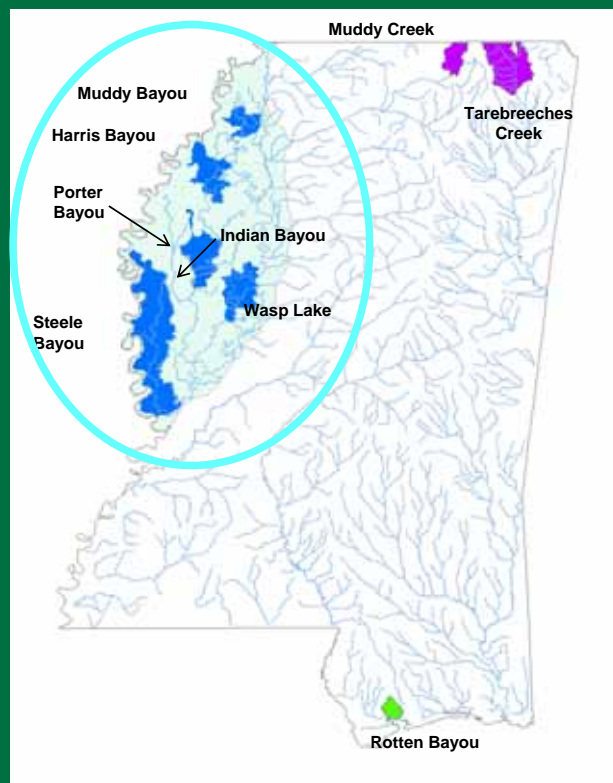 Muddy Creek
Muddy Bayou
Tarebreeches
Creek
Harris Bayou
Porter
Bayou
Indian Bayou
Wasp Lake
Steele
Bayou
Rotten Bayou